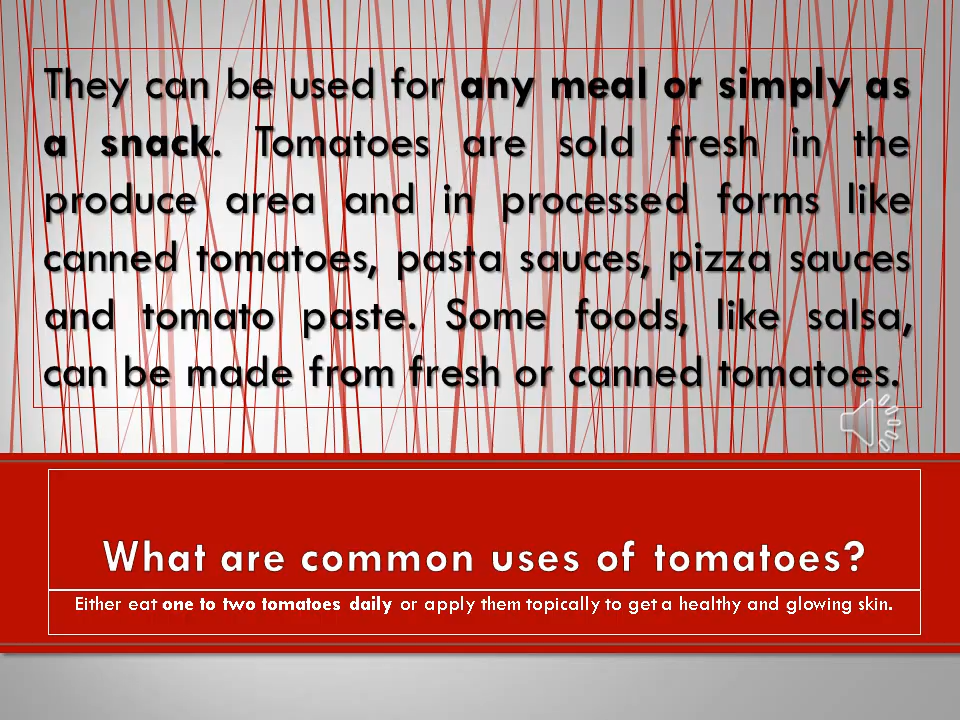 They can be used for any meal or simply as
a snack. Tomatoes are sold fresh in the
produce area and in processed forms like
canned tomatoes, pasta sauces, pizza sauces
and tomato paste. Some foods, like salsa,
can be made from fresh or canned tomatoes.
What are common uses of tomatoes?
Either eat one to two tomatoes daily or apply them topically to get a healthy and glowing skin.